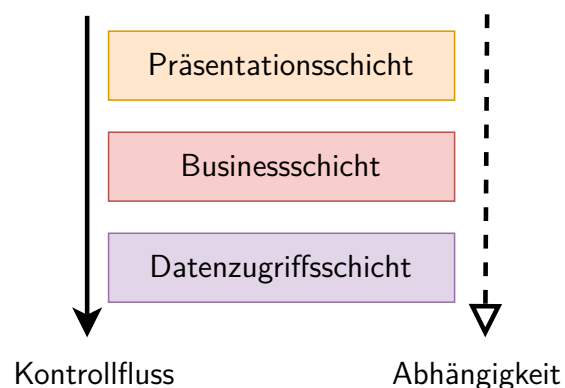 Präsentationsschicht
Businessschicht
Datenzugriffsschicht
Kontrollfluss
Abhängigkeit